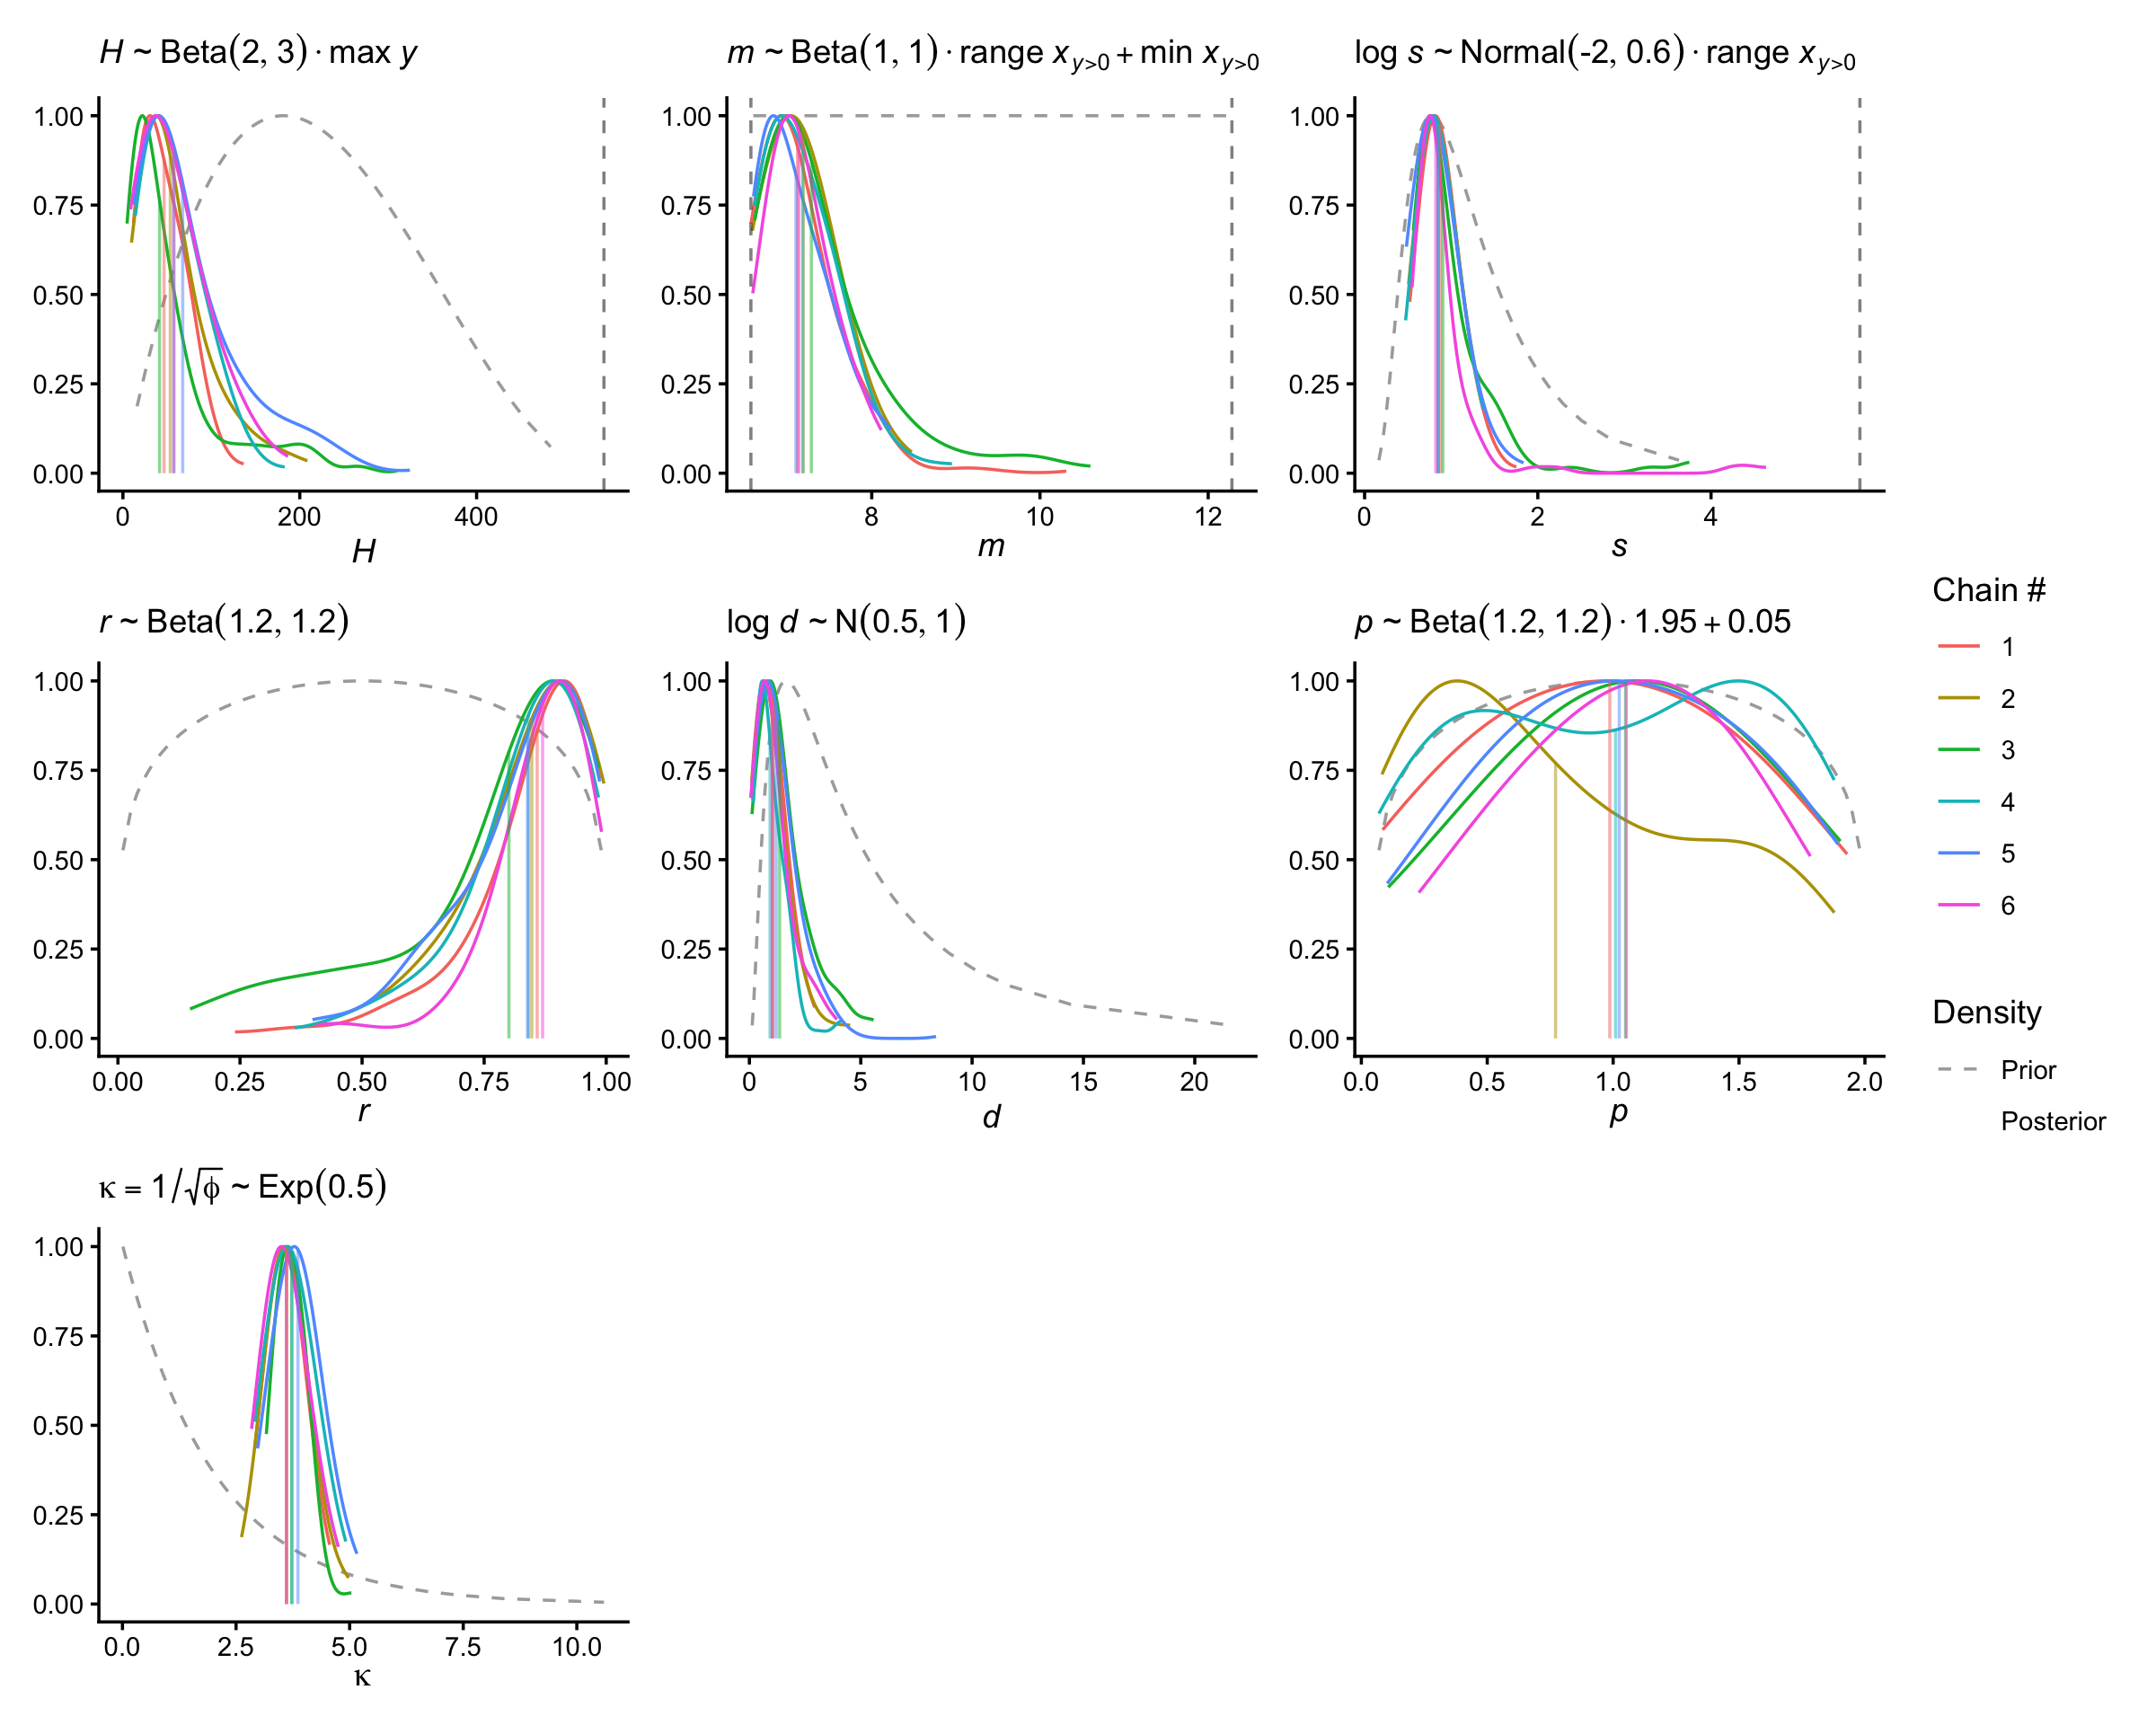 H ~ Beta(2, 3) · max y
1.00
0.75
0.50
0.25
0.00
0 200 400
H
m ~ Beta(1, 1) · range x_{y>0} + min x_{y>0}
1.00
0.75
0.50
0.25
0.00
8 10 12
m
log s ~ Normal(-2, 0.6) · range x_{y>0}
1.00
0.75
0.50
0.25
0.00
0 2 4
s
r ~ Beta(1.2, 1.2)
1.00
0.75
0.50
0.25
0.00
0.00 0.25 0.50 0.75 1.00
r
log d ~ N(0.5, 1)
1.00
0.75
0.50
0.25
0.00
0 5 10 15 20
d
p ~ Beta(1.2, 1.2) · 1.95 + 0.05
1.00
0.75
0.50
0.25
0.00
0.0 0.5 1.0 1.5 2.0
p
κ = 1/√ϕ ~ Exp(0.5)
1.00
0.75
0.50
0.25
0.00
0.0 2.5 5.0 7.5 10.0
κ
Chain #
1
2
3
4
5
6
Density
Prior
Posterior